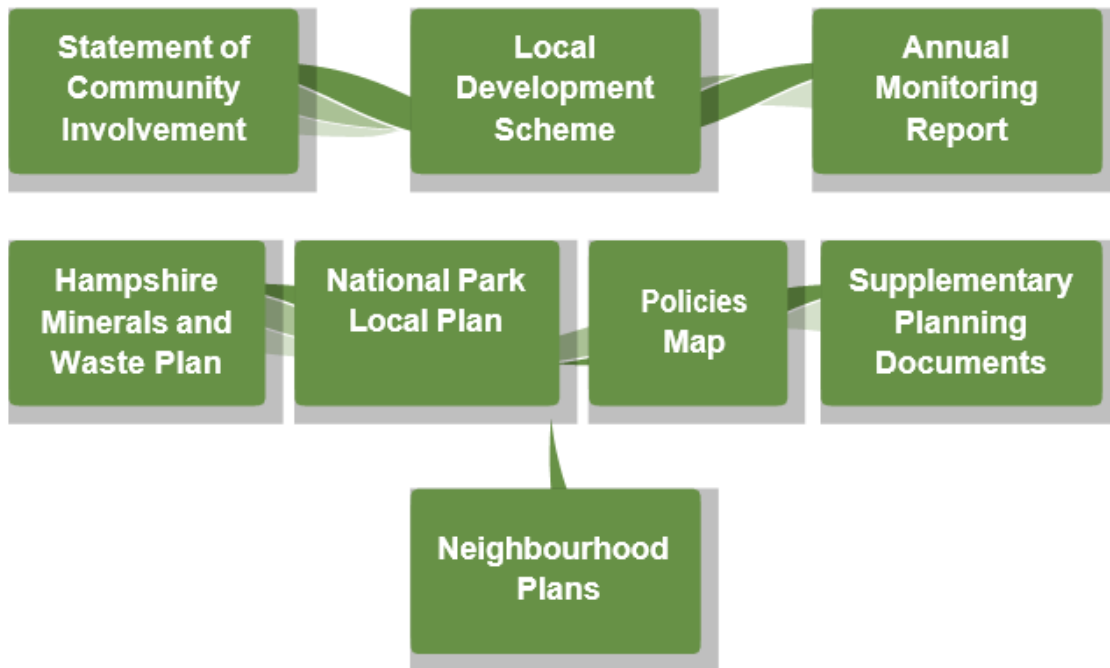 Statement of
Community
Involvement
Local
Development
Scheme
Annual
Monitoring
Report
Hampshire
Minerals and
Waste Plan
National Park
Local Plan
Policies
Map
Supplementary
Planning
Documents
Neighbourhood
Plans